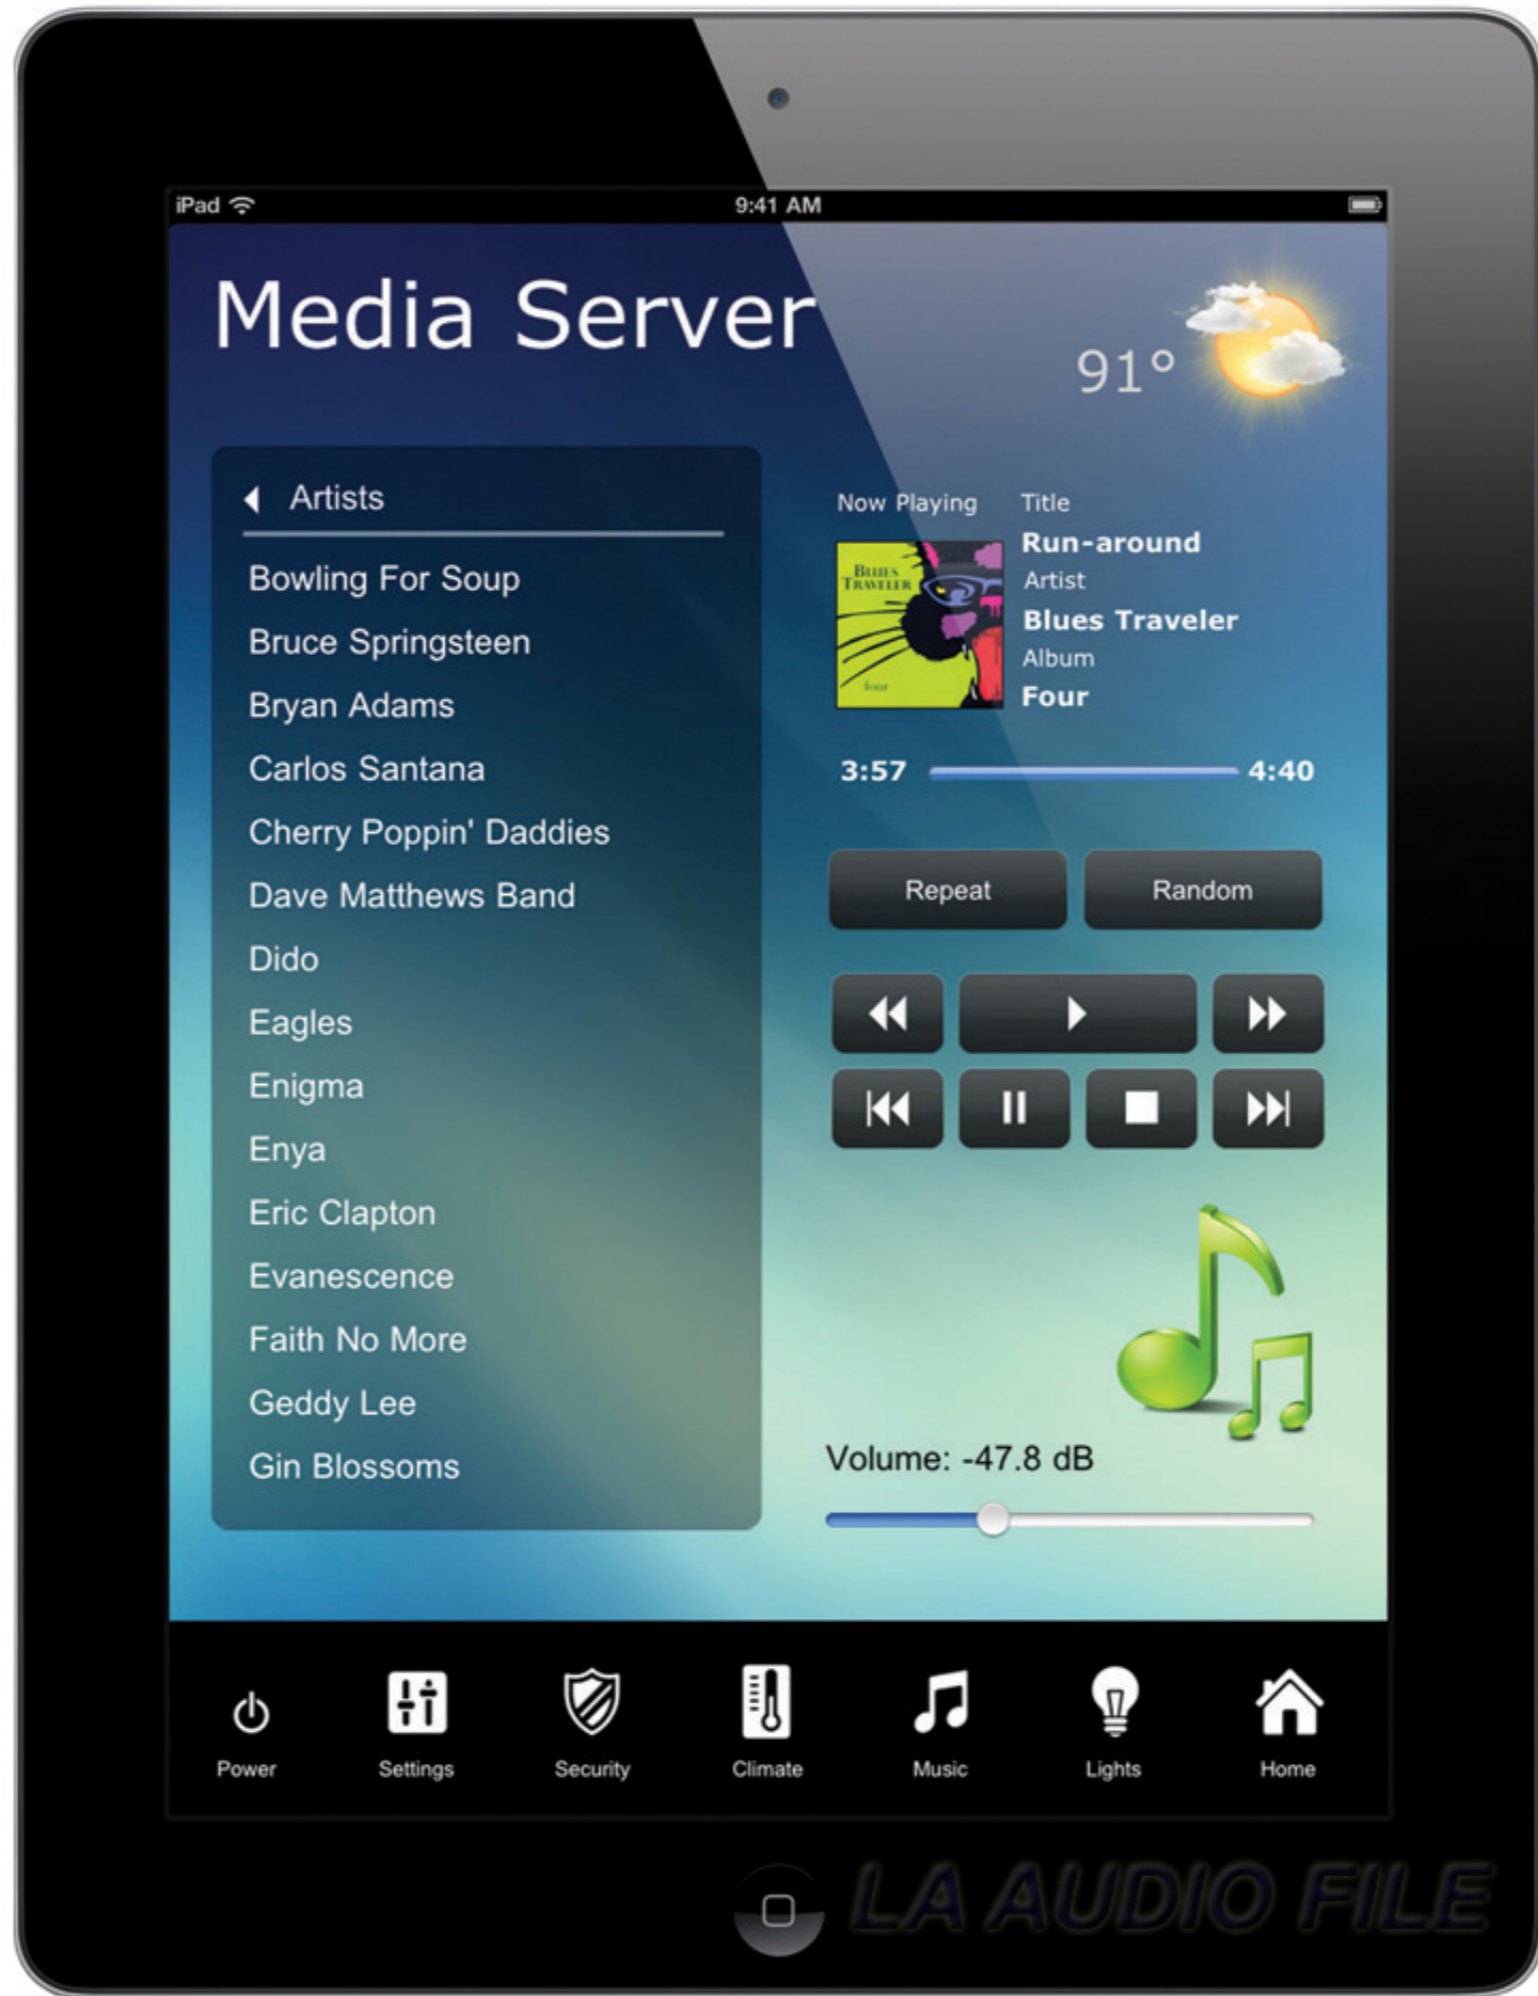 iPad
9:41 AM
Media Server
91°
Artists
Bowling For Soup
Bruce Springsteen
Bryan Adams
Carlos Santana
Cherry Poppin' Daddies
Dave Matthews Band
Dido
Eagles
Enigma
Enya
Eric Clapton
Evanescence
Faith No More
Geddy Lee
Gin Blossoms
Now Playing
BLUES
TRAVELER
four
Title
Run-around
Artist
Blues Traveler
Album
Four
3:57 4:40
Repeat Random
Volume: -47.8 dB
Power Settings Security Climate Music Lights Home
LA AUDIO FILE